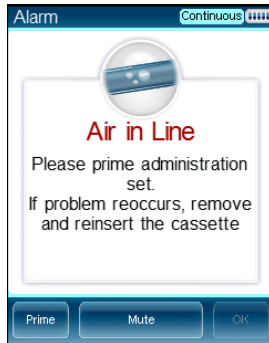 Alarm
Continuous
Air in Line
Please prime administration
set.
If problem reoccurs, remove
and reinsert the cassette
Prime
Mute
OK